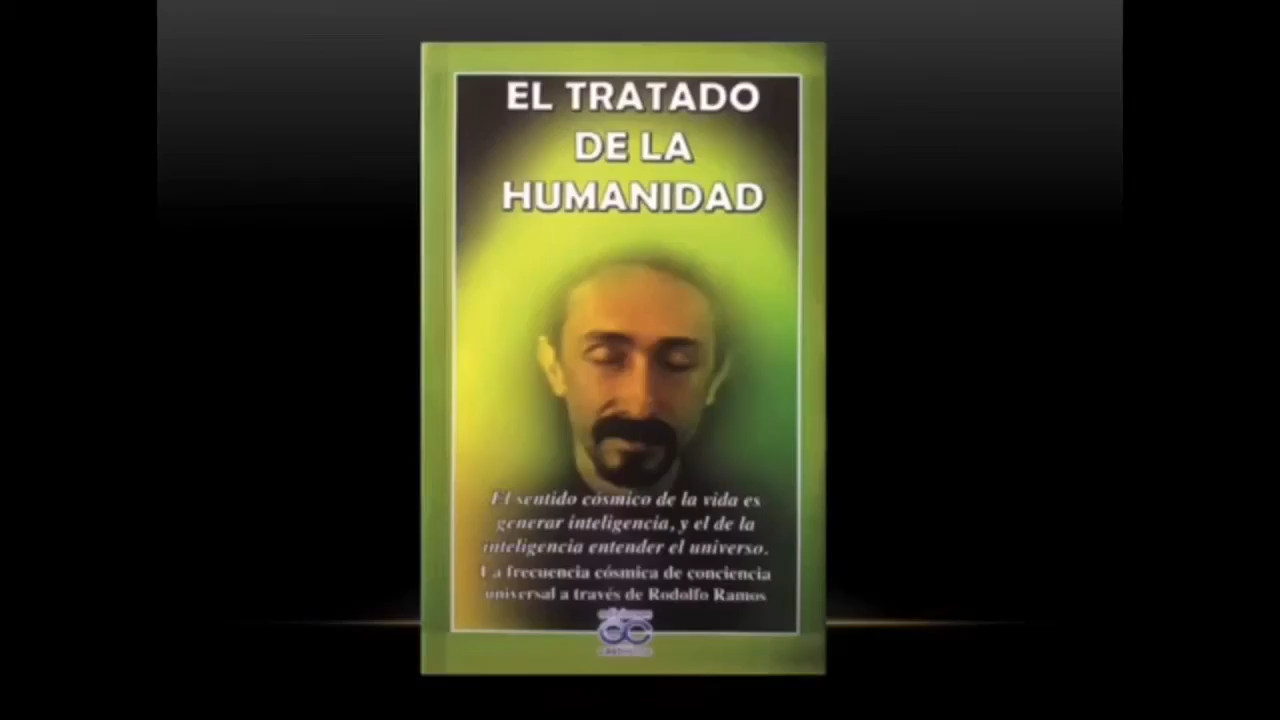 EL TRATADO
DE LA
HUMANIDAD
El sentido cósmico de la vida es
generar inteligencia, y el de la
inteligencia entender el universo.
La frecuencia cósmica de conciencia
universal a través de Rodolfo Ramos